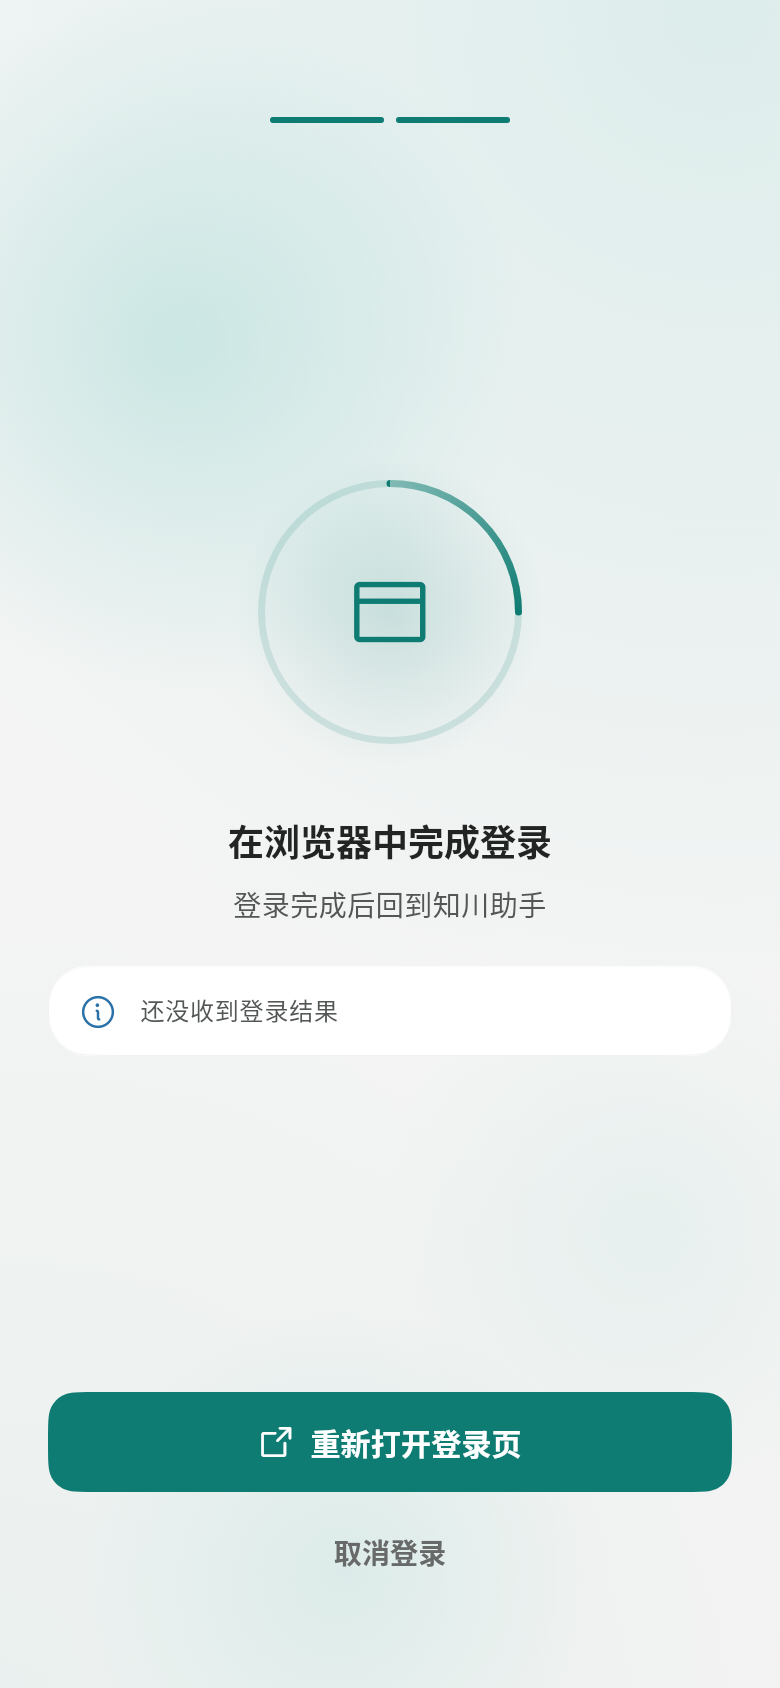 在浏览器中完成登录
登录完成后回到知川助手
还没收到登录结果
重新打开登录页
取消登录